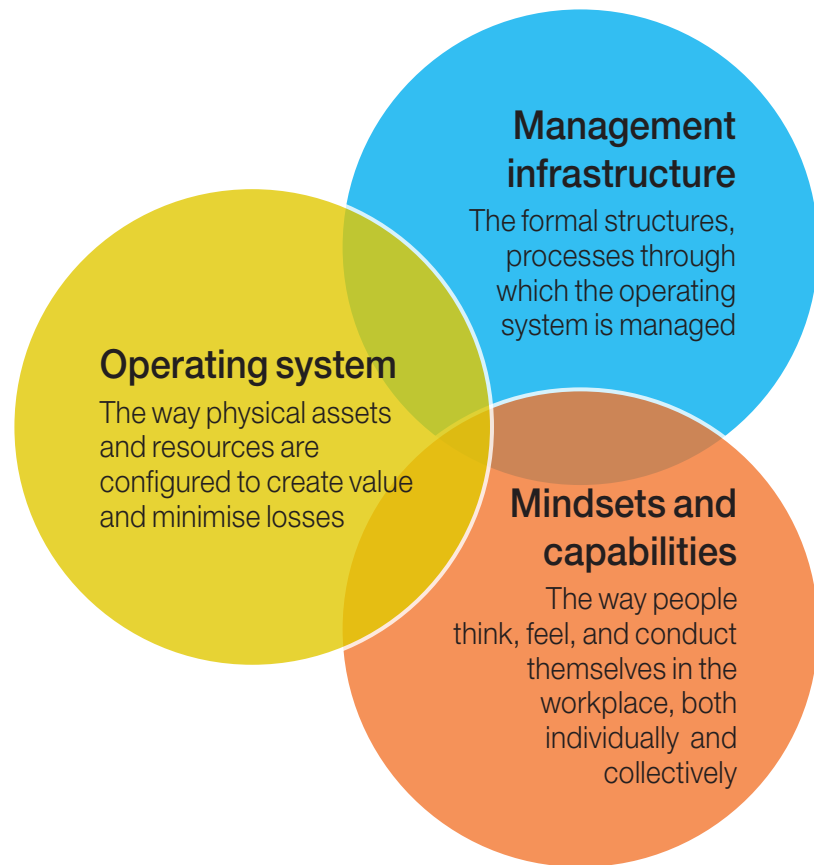 Management
infrastructure
The formal structures,
processes through
which the operating
system is managed
Operating system
The way physical assets
and resources are
configured to create value
and minimise losses
Mindsets and
capabilities
The way people
think, feel, and conduct
themselves in the
workplace, both
individually and
collectively